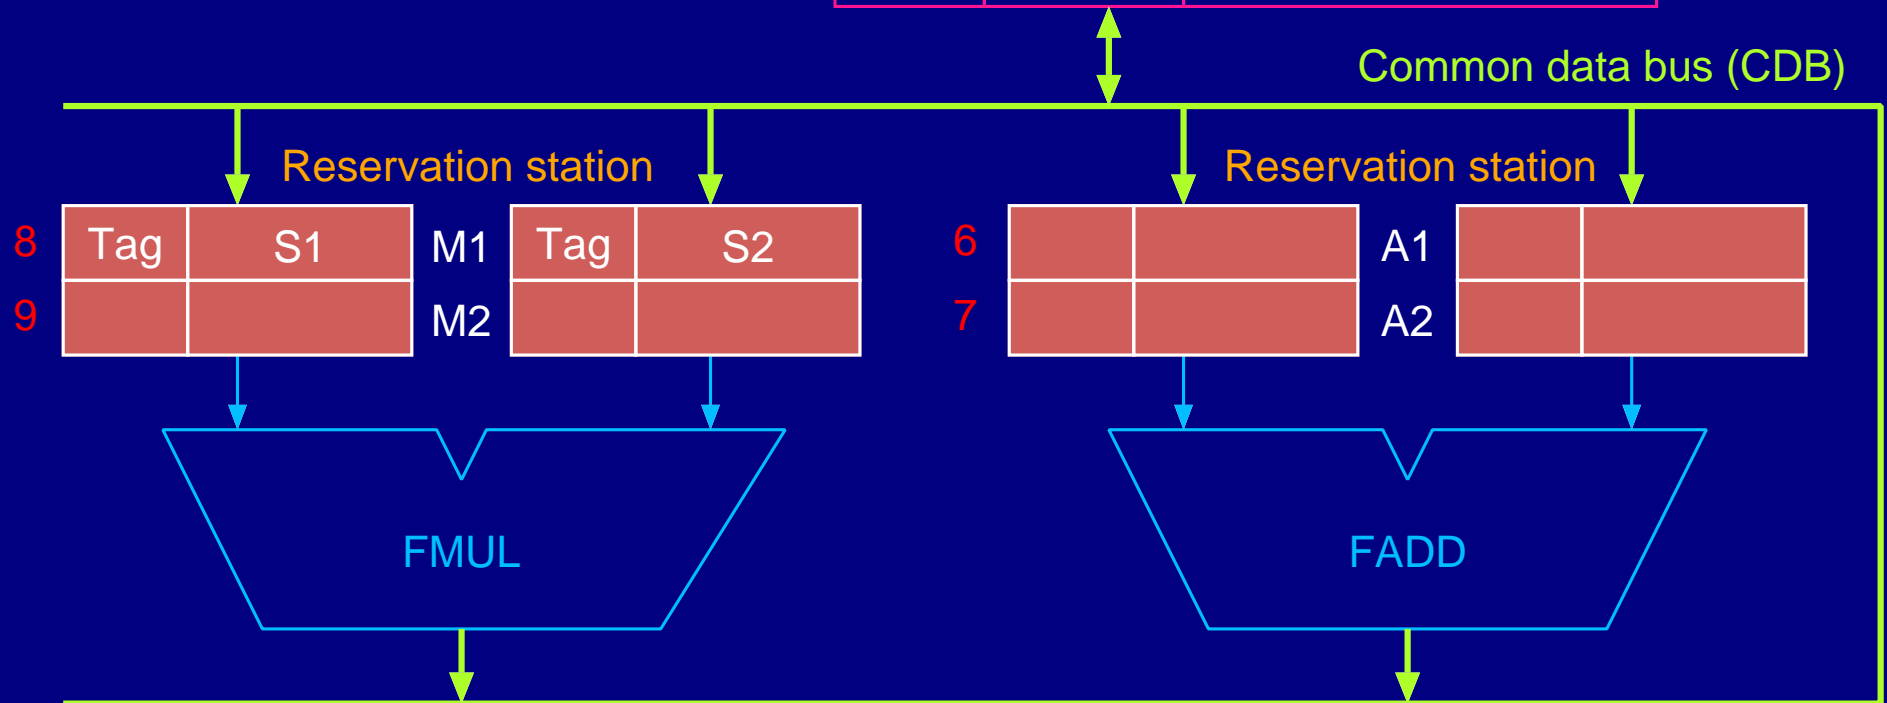 Common data bus (CDB)
Reservation station Reservation station
8 Tag S1 M1 Tag S2 6 A1
9 M2 7 A2
FMUL FADD